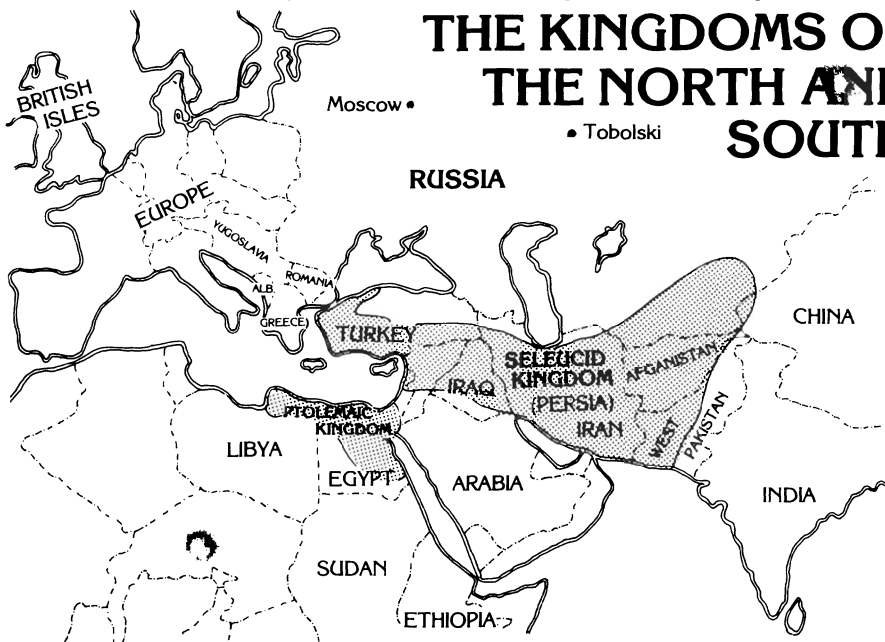 THE KINGDOMS O
THE NORTH AN
SOUT
BRITISH
ISLES
Moscow
Tobolski
RUSSIA
EUROPE
YUGOSLAVIA
ROMANIA
ALB.
GREECE
TURKEY
CHINA
SELEUCID
KINGDOM
(PERSIA)
IRAN
AFGANISTAN
IRAQ
WEST
PAKISTAN
PTOLEMAIC
KINGDOM
LIBYA
EGYPT
ARABIA
INDIA
SUDAN
ETHIOPIA